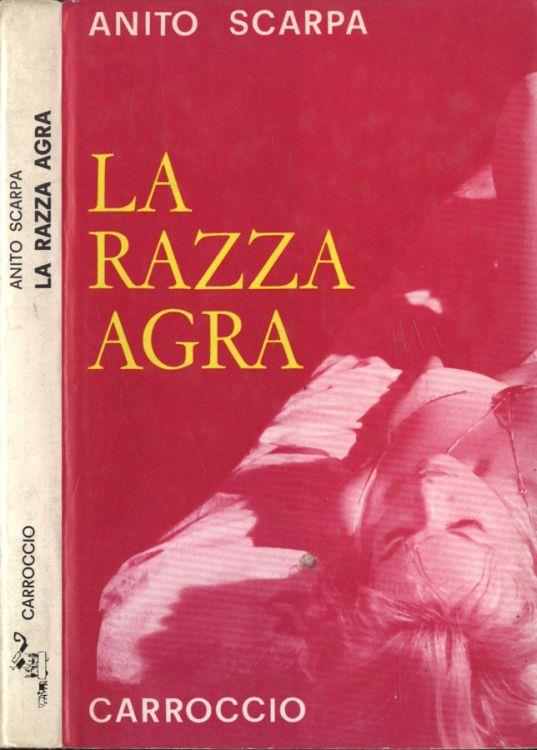 ANITO SCARPA
LA RAZZA AGRA
CARROCCIO
ANITO SCARPA
LA
RAZZA
AGRA
CARROCCIO